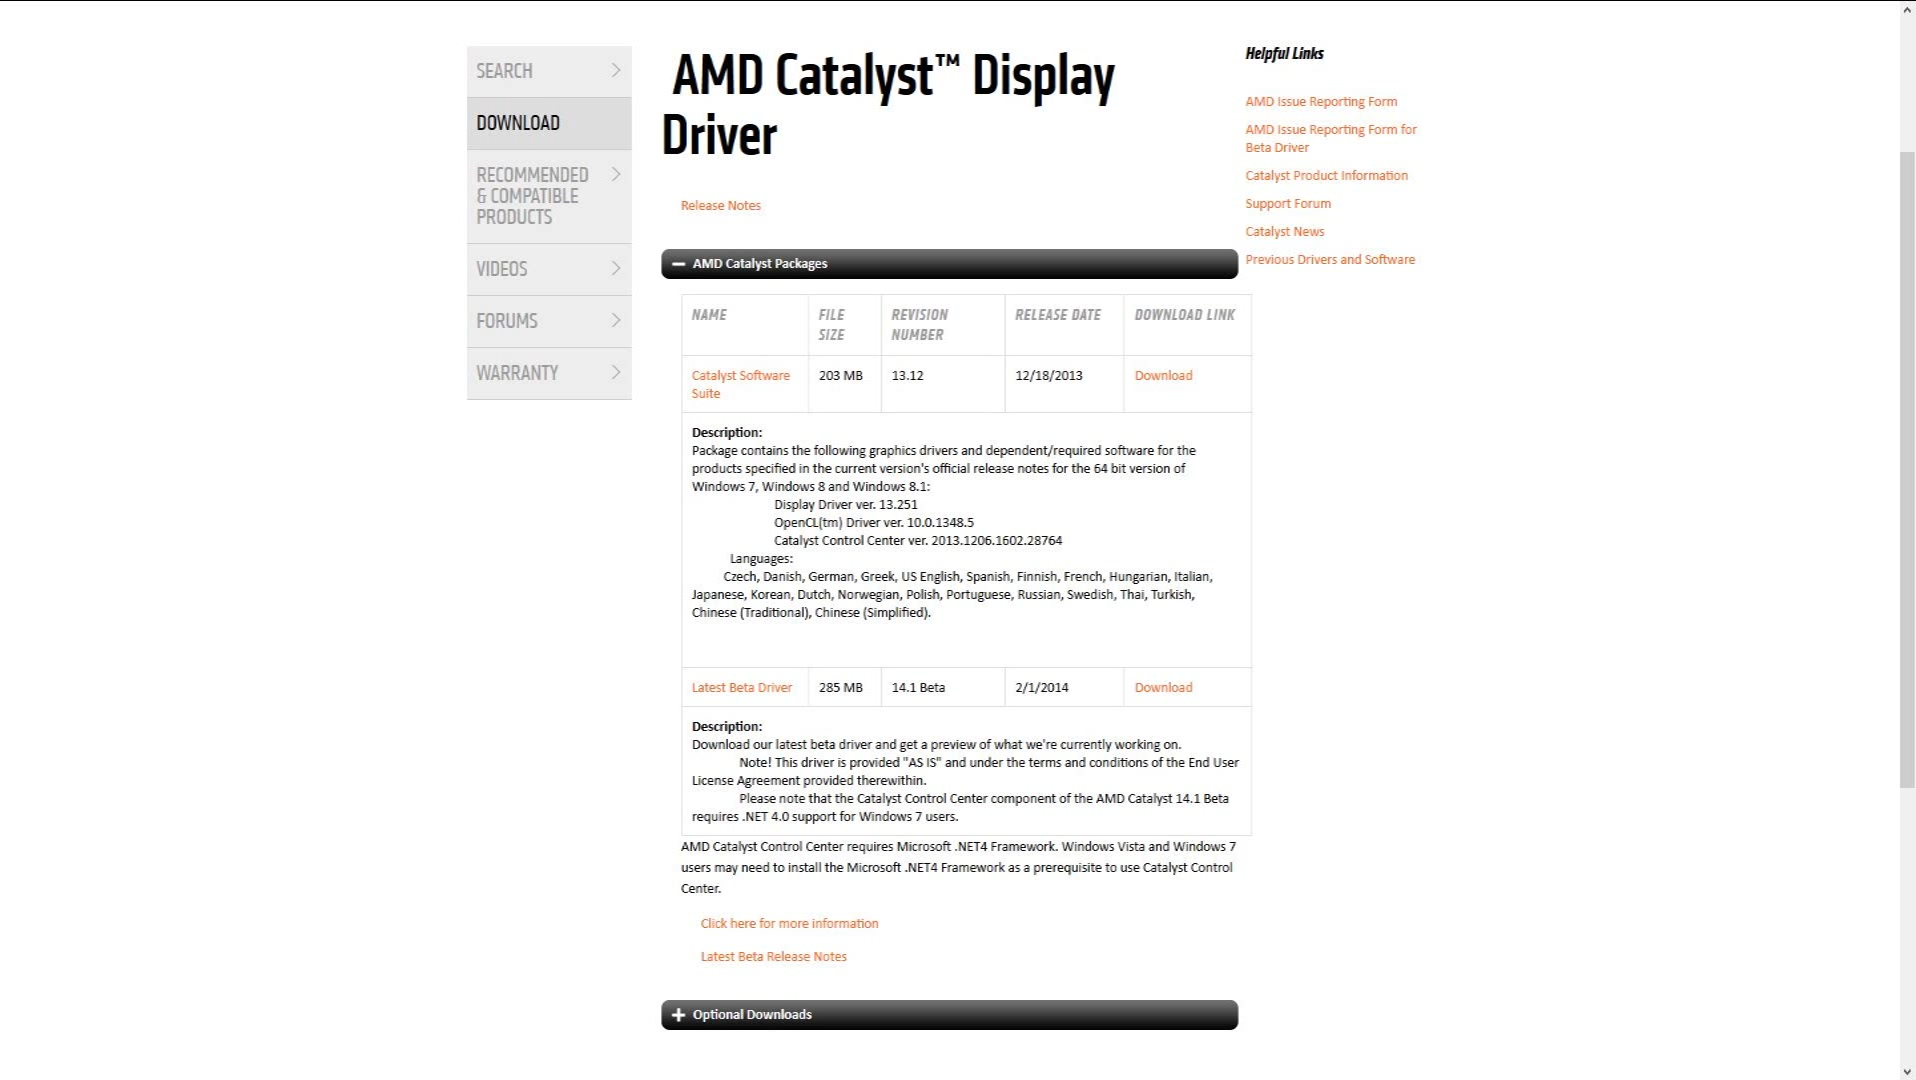 SEARCH
DOWNLOAD
RECOMMENDED
& COMPATIBLE
PRODUCTS
VIDEOS
FORUMS
WARRANTY
AMD Catalyst™ Display
Driver
Release Notes
AMD Catalyst Packages
NAME FILE SIZE REVISION NUMBER RELEASE DATE DOWNLOAD LINK
Catalyst Software Suite 203 MB 13.12 12/18/2013 Download
Description:
Package contains the following graphics drivers and dependent/required software for the
products specified in the current version's official release notes for the 64 bit version of
Windows 7, Windows 8 and Windows 8.1:
Display Driver ver. 13.251
OpenCL(tm) Driver ver. 10.0.1348.5
Catalyst Control Center ver. 2013.1206.1602.28764
Languages:
Czech, Danish, German, Greek, US English, Spanish, Finnish, French, Hungarian, Italian,
Japanese, Korean, Dutch, Norwegian, Polish, Portuguese, Russian, Swedish, Thai, Turkish,
Chinese (Traditional), Chinese (Simplified).
Latest Beta Driver 285 MB 14.1 Beta 2/1/2014 Download
Description:
Download our latest beta driver and get a preview of what we're currently working on.
Note! This driver is provided "AS IS" and under the terms and conditions of the End User
License Agreement provided therewithin.
Please note that the Catalyst Control Center component of the AMD Catalyst 14.1 Beta
requires .NET 4.0 support for Windows 7 users.
AMD Catalyst Control Center requires Microsoft .NET4 Framework. Windows Vista and Windows 7
users may need to install the Microsoft .NET4 Framework as a prerequisite to use Catalyst Control
Center.
Click here for more information
Latest Beta Release Notes
Optional Downloads
Helpful Links
AMD Issue Reporting Form
AMD Issue Reporting Form for
Beta Driver
Catalyst Product Information
Support Forum
Catalyst News
Previous Drivers and Software